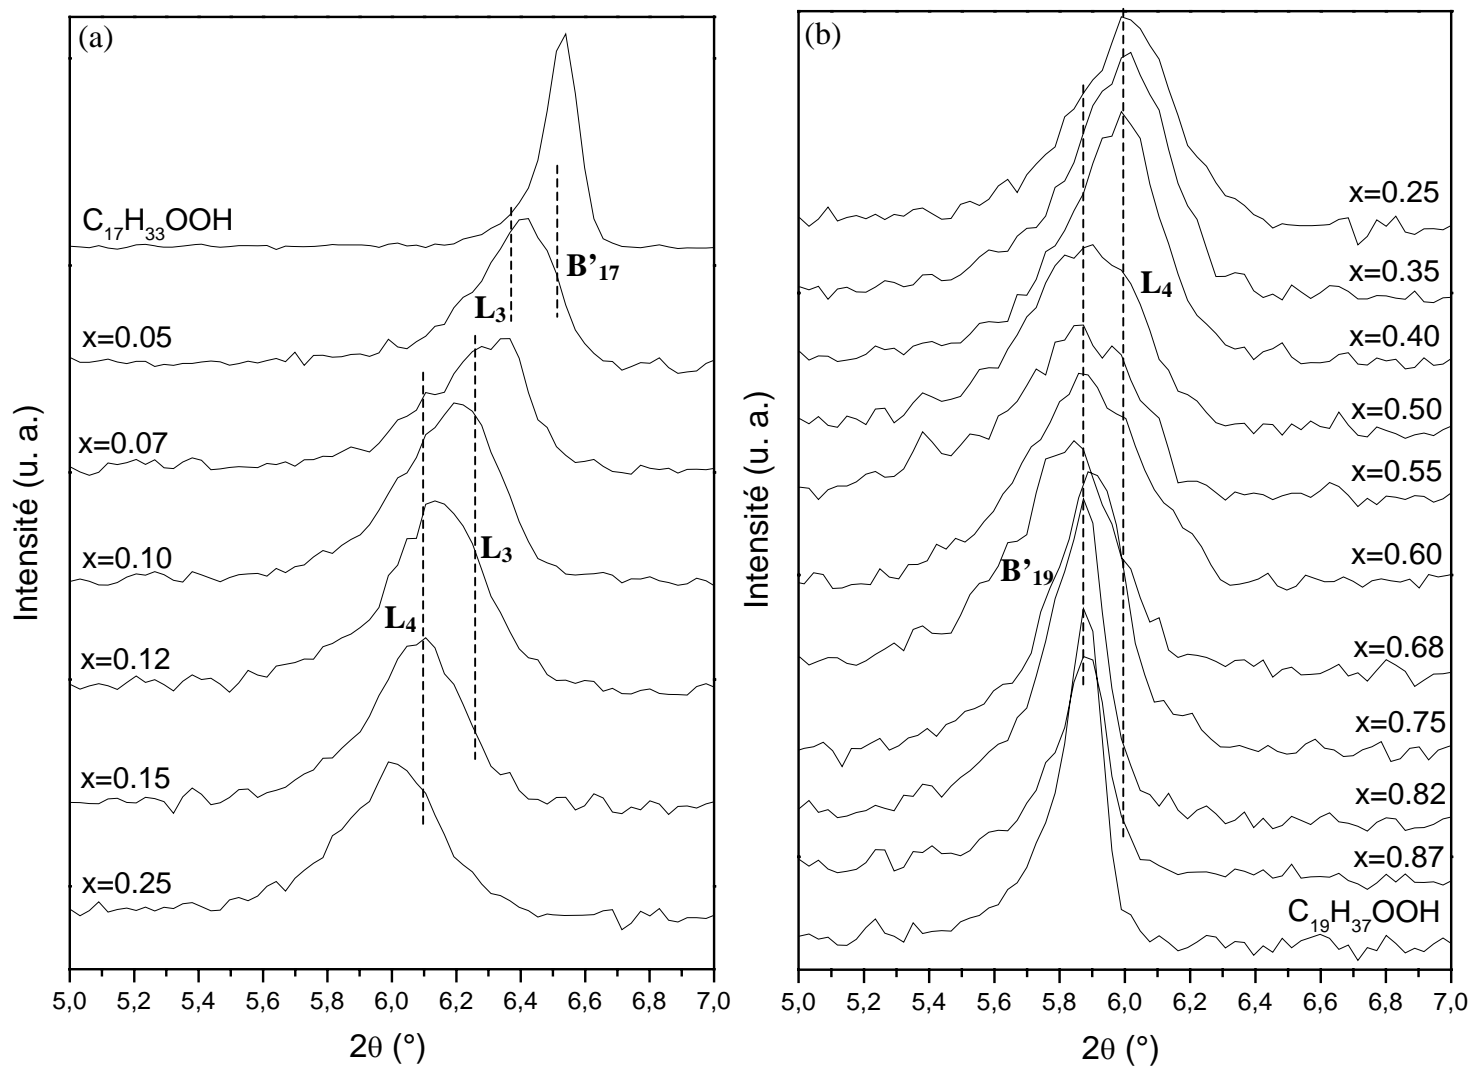 (a)
C₁₇H₃₃OOH
B’₁₇
L₃
x=0.05
x=0.07
x=0.10
L₃
L₄
x=0.12
x=0.15
x=0.25
Intensité (u. a.)
5,0 5,2 5,4 5,6 5,8 6,0 6,2 6,4 6,6 6,8 7,0
2θ (°)
(b)
x=0.25
x=0.35
L₄
x=0.40
x=0.50
x=0.55
x=0.60
B’₁₉
x=0.68
x=0.75
x=0.82
x=0.87
C₁₉H₃₇OOH
Intensité (u. a.)
5,0 5,2 5,4 5,6 5,8 6,0 6,2 6,4 6,6 6,8 7,0
2θ (°)